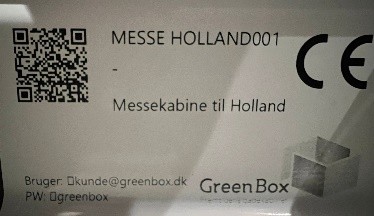 MESSE HOLLAND001
-
Messekabine til Holland
CE
Bruger: ▯kunde@greenbox.dk
PW: ▯greenbox
GreenBox